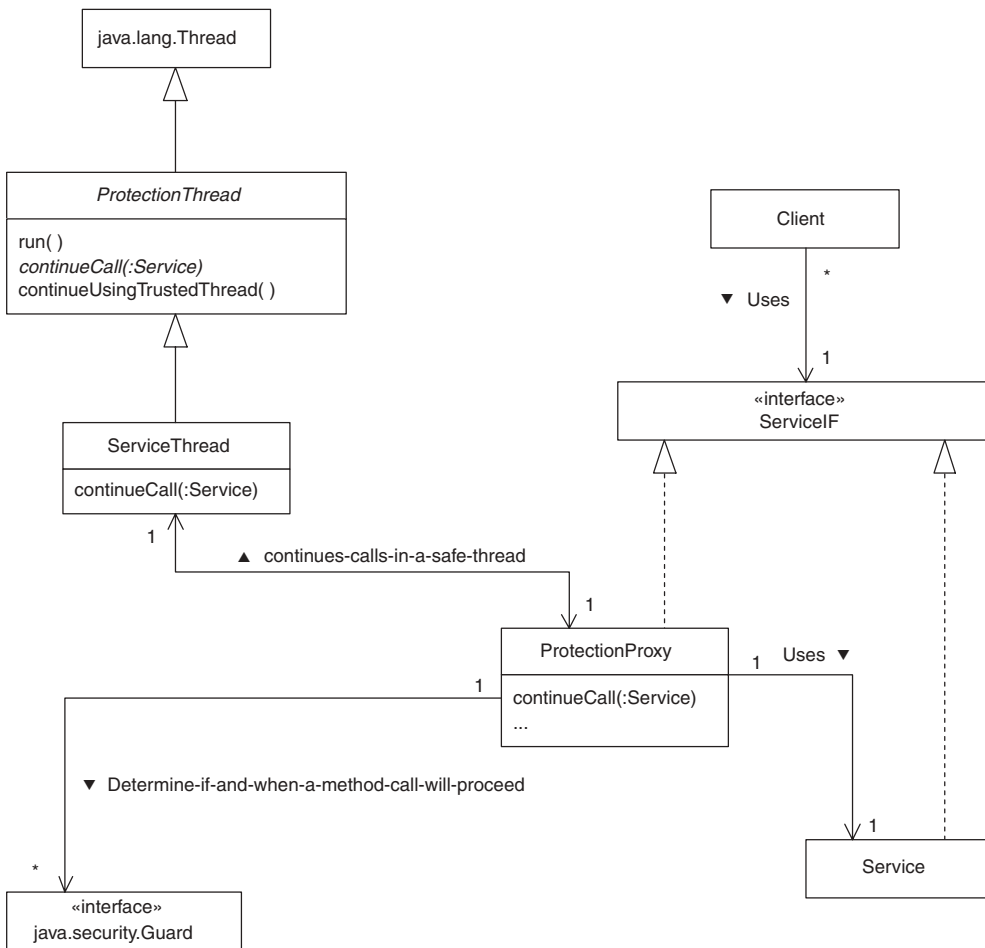 java.lang.Thread
ProtectionThread
run( )
continueCall(:Service)
continueUsingTrustedThread( )
Client
*
▼ Uses
1
«interface»
ServiceIF
ServiceThread
continueCall(:Service)
1
▲ continues-calls-in-a-safe-thread
1
ProtectionProxy
continueCall(:Service)
...
1
Uses ▼
1
▼ Determine-if-and-when-a-method-call-will-proceed
*
1
Service
«interface»
java.security.Guard